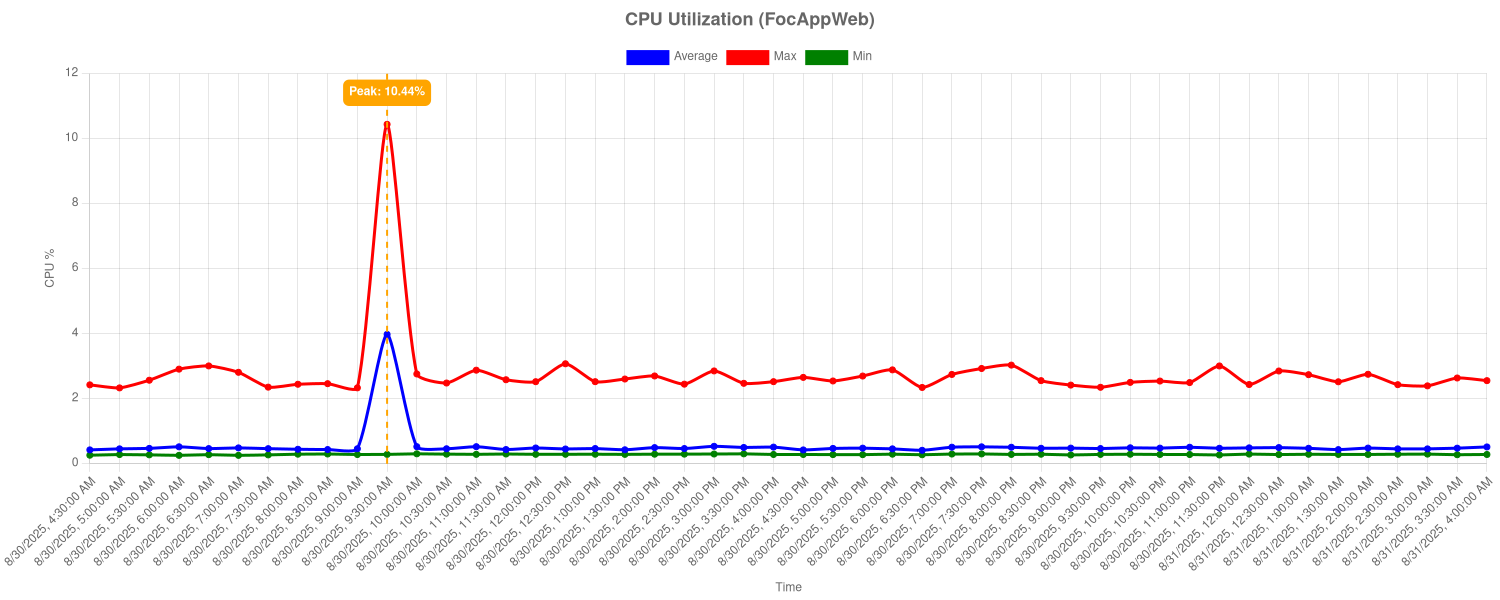 CPU Utilization (FocAppWeb)
Average Max Min
Peak: 10.44%
12
10
8
6
4
2
0
CPU %
8/30/2025, 4:30:00 AM
8/30/2025, 5:00:00 AM
8/30/2025, 5:30:00 AM
8/30/2025, 6:00:00 AM
8/30/2025, 6:30:00 AM
8/30/2025, 7:00:00 AM
8/30/2025, 7:30:00 AM
8/30/2025, 8:00:00 AM
8/30/2025, 8:30:00 AM
8/30/2025, 9:00:00 AM
8/30/2025, 9:30:00 AM
8/30/2025, 10:00:00 AM
8/30/2025, 10:30:00 AM
8/30/2025, 11:00:00 AM
8/30/2025, 11:30:00 AM
8/30/2025, 12:00:00 PM
8/30/2025, 12:30:00 PM
8/30/2025, 1:00:00 PM
8/30/2025, 1:30:00 PM
8/30/2025, 2:00:00 PM
8/30/2025, 2:30:00 PM
8/30/2025, 3:00:00 PM
8/30/2025, 3:30:00 PM
8/30/2025, 4:00:00 PM
8/30/2025, 4:30:00 PM
8/30/2025, 5:00:00 PM
8/30/2025, 5:30:00 PM
8/30/2025, 6:00:00 PM
8/30/2025, 6:30:00 PM
8/30/2025, 7:00:00 PM
8/30/2025, 7:30:00 PM
8/30/2025, 8:00:00 PM
8/30/2025, 8:30:00 PM
8/30/2025, 9:00:00 PM
8/30/2025, 9:30:00 PM
8/30/2025, 10:00:00 PM
8/30/2025, 10:30:00 PM
8/30/2025, 11:00:00 PM
8/30/2025, 11:30:00 PM
8/31/2025, 12:00:00 AM
8/31/2025, 12:30:00 AM
8/31/2025, 1:00:00 AM
8/31/2025, 1:30:00 AM
8/31/2025, 2:00:00 AM
8/31/2025, 2:30:00 AM
8/31/2025, 3:00:00 AM
8/31/2025, 3:30:00 AM
8/31/2025, 4:00:00 AM
Time